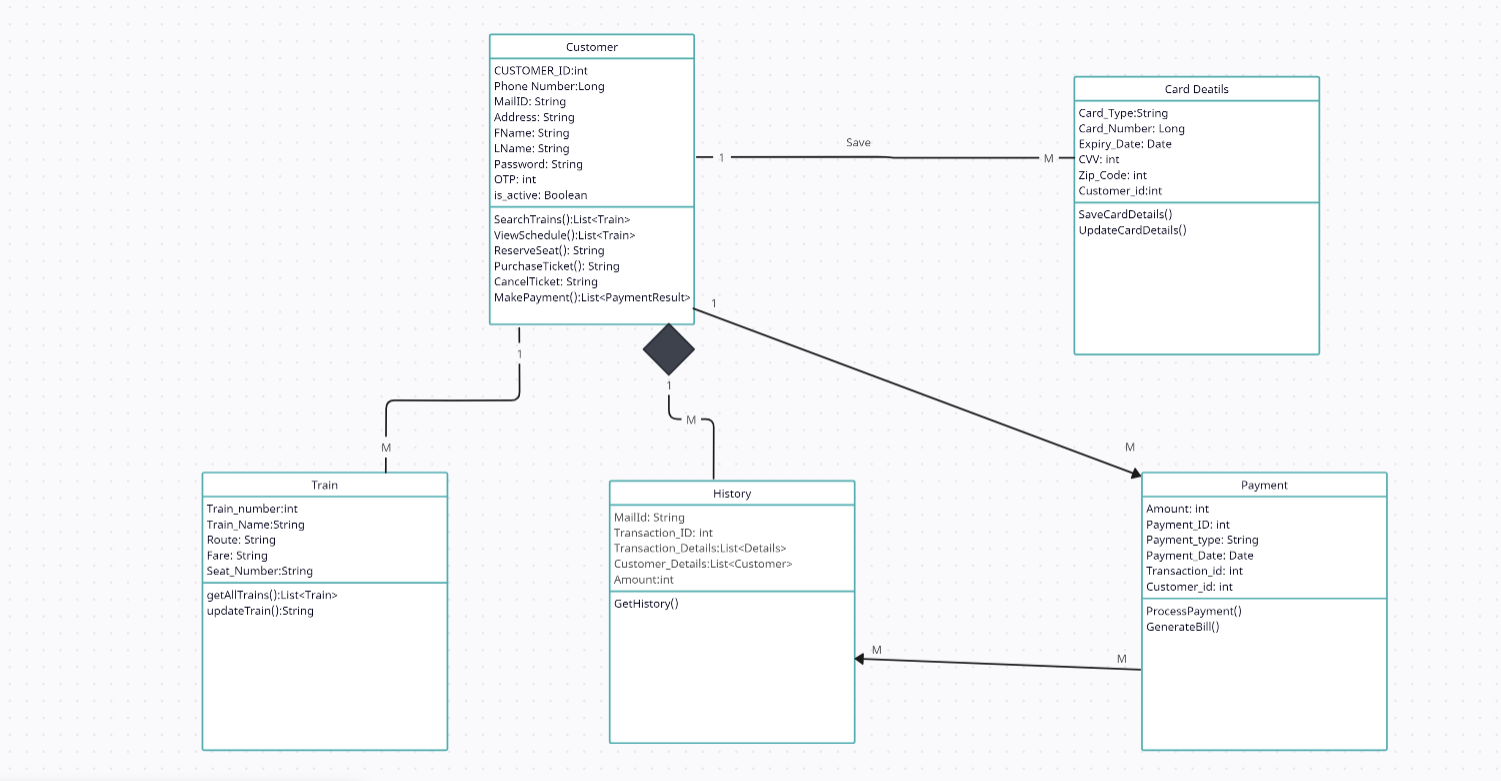 Customer
CUSTOMER_ID:int
Phone Number:Long
MailID: String
Address: String
FName: String
LName: String
Password: String
OTP: int
is_active: Boolean
SearchTrains():List<Train>
ViewSchedule():List<Train>
ReserveSeat(): String
PurchaseTicket(): String
CancelTicket: String
MakePayment():List<PaymentResult>
Save
1
M
Card Deatils
Card_Type:String
Card_Number: Long
Expiry_Date: Date
CVV: int
Zip_Code: int
Customer_id:int
SaveCardDetails()
UpdateCardDetails()
1
M
1
M
1
M
Train
Train_number:int
Train_Name:String
Route: String
Fare: String
Seat_Number:String
getAllTrains():List<Train>
updateTrain():String
History
MailId: String
Transaction_ID: int
Transaction_Details:List<Details>
Customer_Details:List<Customer>
Amount:int
GetHistory()
M
M
Payment
Amount: int
Payment_ID: int
Payment_type: String
Payment_Date: Date
Transaction_id: int
Customer_id: int
ProcessPayment()
GenerateBill()